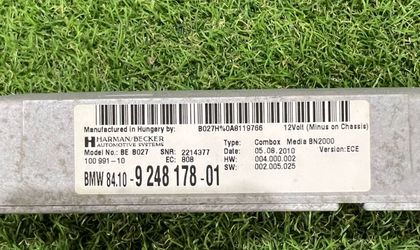 Manufactured in Hungary by: B027H%0A8119766 12Volt (Minus on Chassis)
HARMAN/BECKER
AUTOMOTIVE SYSTEMS
Type: Combox Media BN2000
Model No.: BE 8027 SNR: 2214377 Date: 05.08.2010 Version: ECE
100 991-10 EC: 808 HW: 004.000.002
SW: 002.005.025
BMW 84.10-9 248 178-01